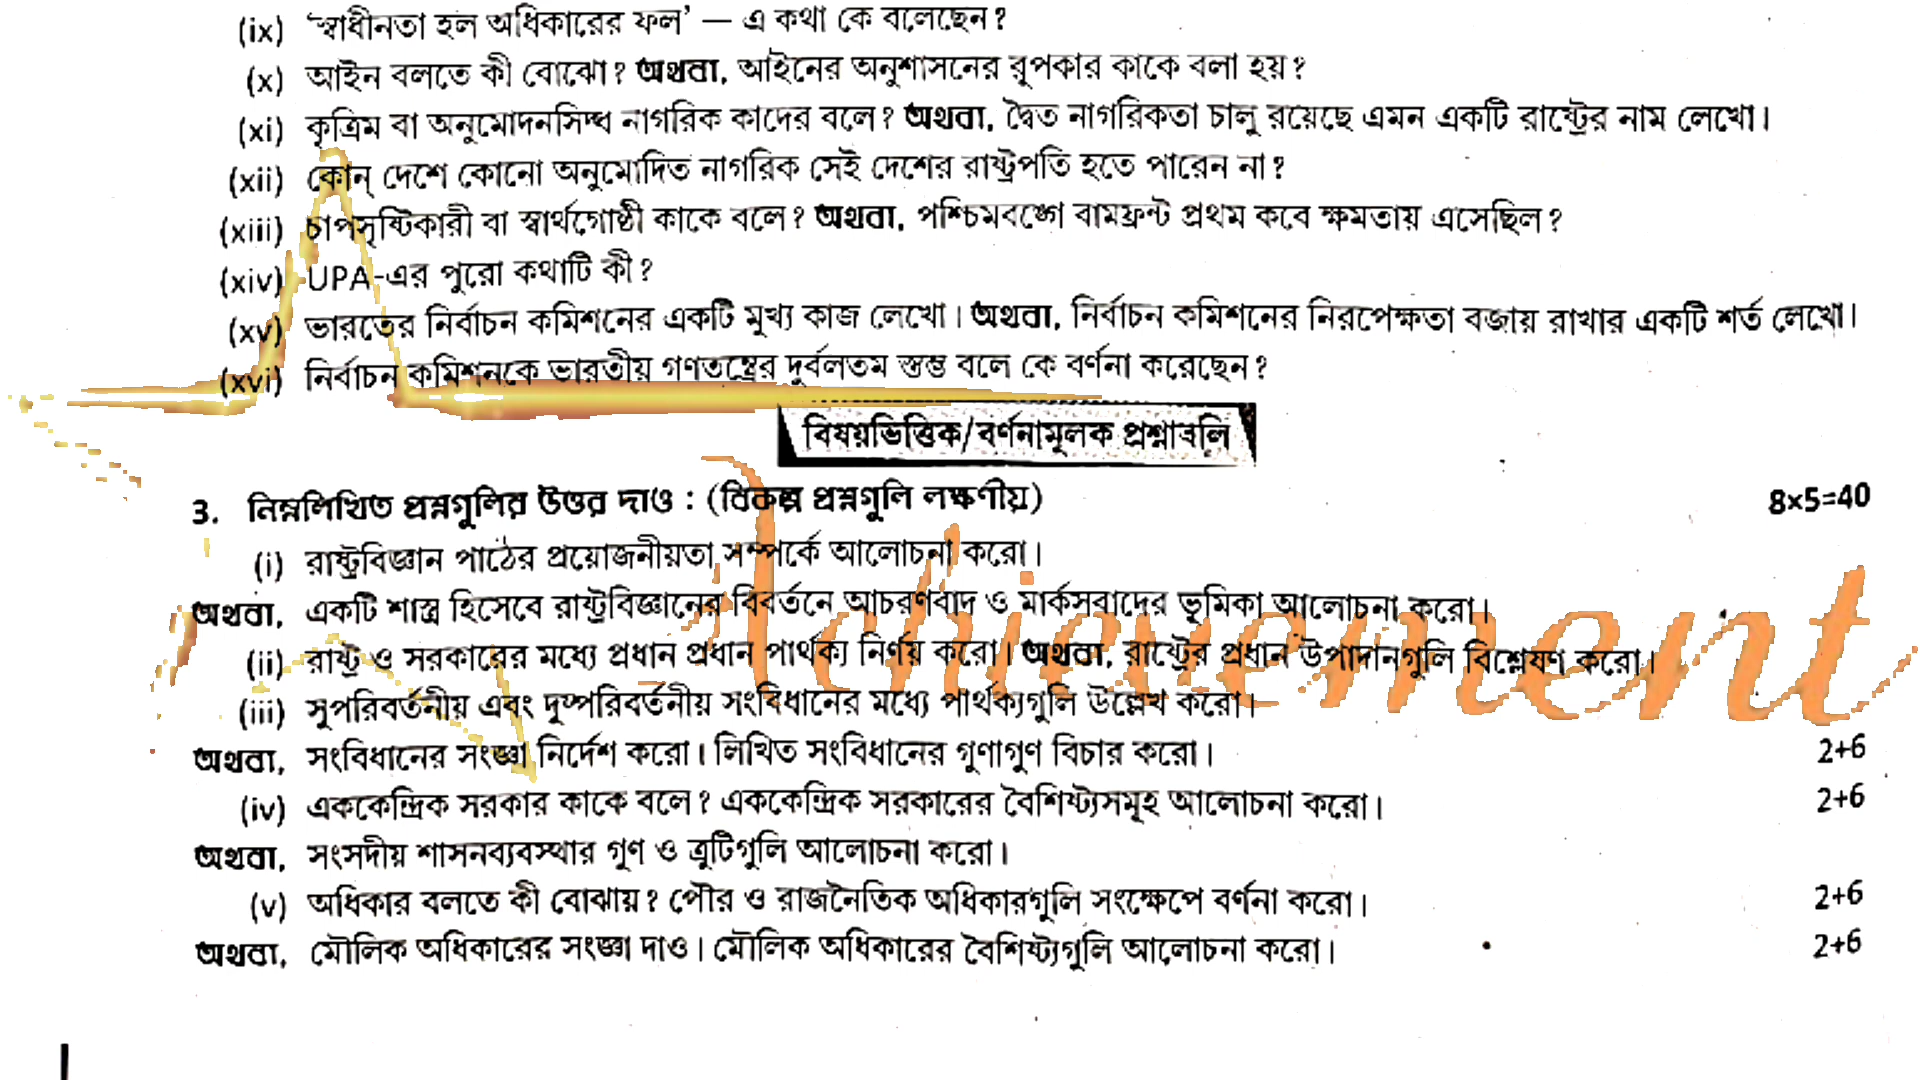 (ix) ‘স্বাধীনতা হল অধিকারের ফল’ — এ কথা কে বলেছেন?
(x) আইন বলতে কী বোঝো? অথবা, আইনের অনুশাসনের রূপকার কাকে বলা হয়?
(xi) কৃত্রিম বা অনুমোদনসিদ্ধ নাগরিক কাদের বলে? অথবা, দ্বৈত নাগরিকতা চালু রয়েছে এমন একটি রাষ্ট্রের নাম লেখো।
(xii) কোন্ দেশে কোনো অনুমোদিত নাগরিক সেই দেশের রাষ্ট্রপতি হতে পারেন না?
(xiii) চাপসৃষ্টিকারী বা স্বার্থগোষ্ঠী কাকে বলে? অথবা, পশ্চিমবঙ্গে বামফ্রন্ট প্রথম কবে ক্ষমতায় এসেছিল?
(xiv) UPA-এর পুরো কথাটি কী?
(xv) ভারতের নির্বাচন কমিশনের একটি মুখ্য কাজ লেখো। অথবা, নির্বাচন কমিশনের নিরপেক্ষতা বজায় রাখার একটি শর্ত লেখো।
(xvi) নির্বাচন কমিশনকে ভারতীয় গণতন্ত্রের দুর্বলতম স্তম্ভ বলে কে বর্ণনা করেছেন?
বিষয়ভিত্তিক/বর্ণনামূলক প্রশ্নাবলি
3. নিম্নলিখিত প্রশ্নগুলির উত্তর দাও : (বিকল্প প্রশ্নগুলি লক্ষণীয়) 8×5=40
(i) রাষ্ট্রবিজ্ঞান পাঠের প্রয়োজনীয়তা সম্পর্কে আলোচনা করো।
অথবা, একটি শাস্ত্র হিসেবে রাষ্ট্রবিজ্ঞানের বিবর্তনে আচরণবাদ ও মার্কসবাদের ভূমিকা আলোচনা করো।
(ii) রাষ্ট্র ও সরকারের মধ্যে প্রধান প্রধান পার্থক্য নির্ণয় করো। অথবা, রাষ্ট্রের প্রধান উপাদানগুলি বিশ্লেষণ করো।
(iii) সুপরিবর্তনীয় এবং দুষ্পরিবর্তনীয় সংবিধানের মধ্যে পার্থক্যগুলি উল্লেখ করো।
অথবা, সংবিধানের সংজ্ঞা নির্দেশ করো। লিখিত সংবিধানের গুণাগুণ বিচার করো। 2+6
(iv) এককেন্দ্রিক সরকার কাকে বলে? এককেন্দ্রিক সরকারের বৈশিষ্ট্যসমূহ আলোচনা করো। 2+6
অথবা, সংসদীয় শাসনব্যবস্থার গুণ ও ত্রুটিগুলি আলোচনা করো।
(v) অধিকার বলতে কী বোঝায়? পৌর ও রাজনৈতিক অধিকারগুলি সংক্ষেপে বর্ণনা করো। 2+6
অথবা, মৌলিক অধিকারের সংজ্ঞা দাও। মৌলিক অধিকারের বৈশিষ্ট্যগুলি আলোচনা করো। 2+6
Achievement